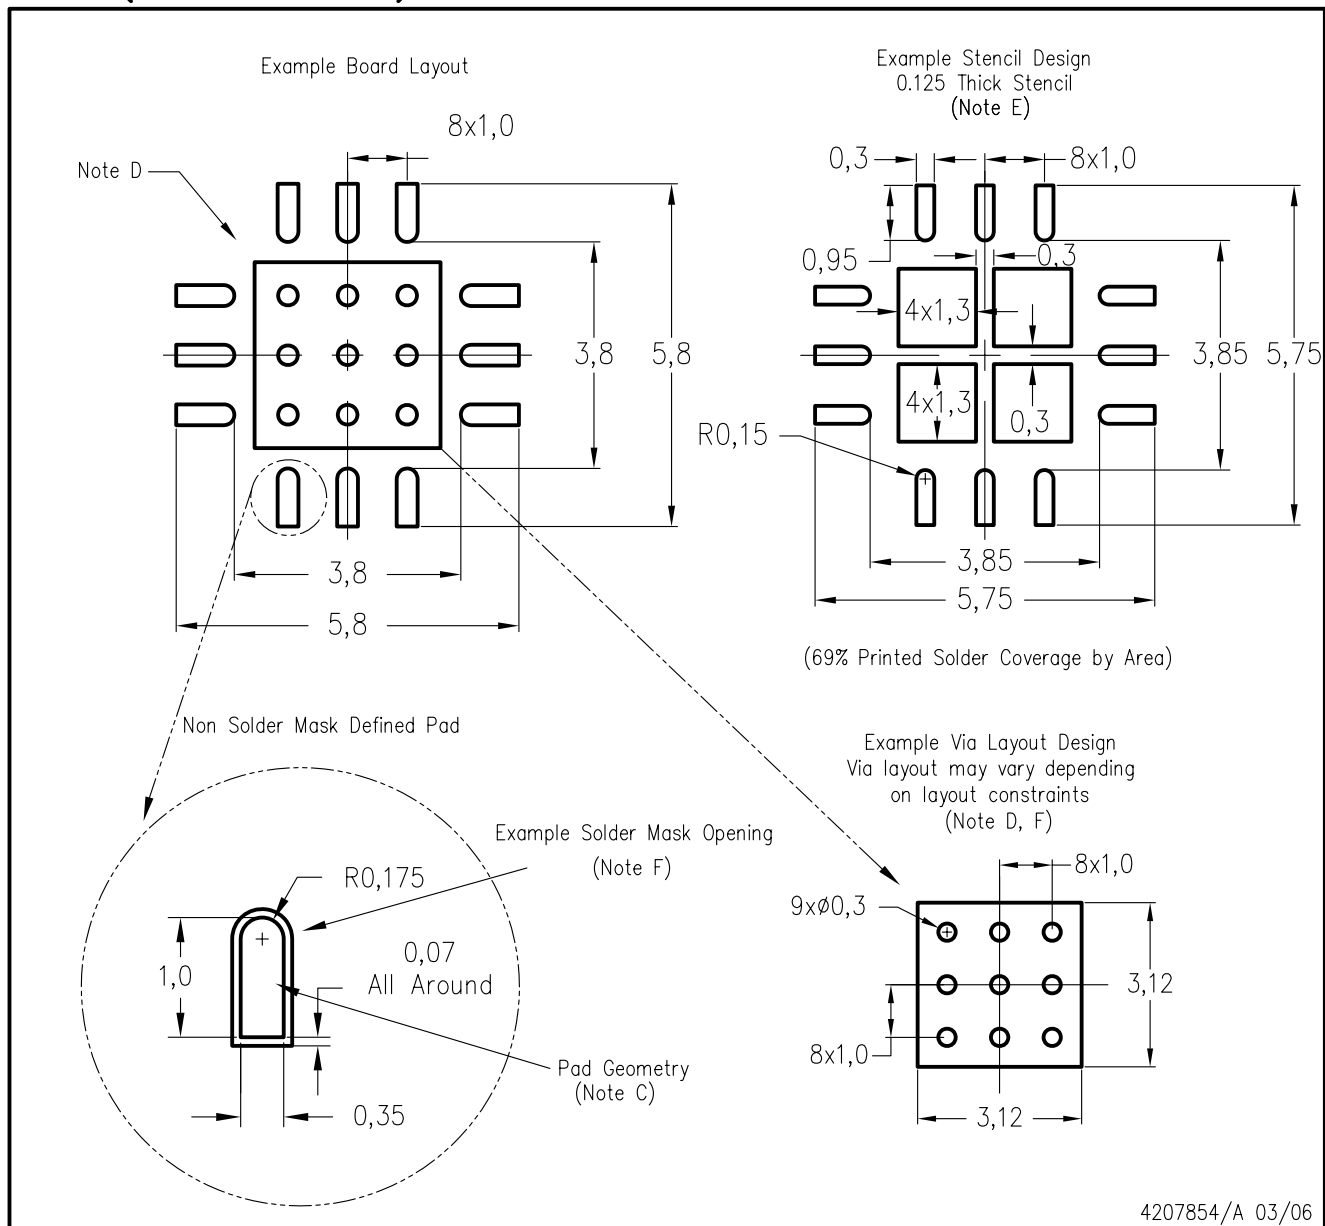 Example Board Layout
8x1,0
Note D
3,8
5,8
3,8
5,8
Example Stencil Design
0.125 Thick Stencil
(Note E)
0,3
8x1,0
0,95
0,3
4x1,3
3,85
5,75
4x1,3
0,3
R0,15
3,85
5,75
(69% Printed Solder Coverage by Area)
Non Solder Mask Defined Pad
Example Solder Mask Opening
(Note F)
R0,175
0,07
All Around
1,0
Pad Geometry
(Note C)
0,35
Example Via Layout Design
Via layout may vary depending
on layout constraints
(Note D, F)
8x1,0
9xø0,3
3,12
8x1,0
3,12
4207854/A 03/06